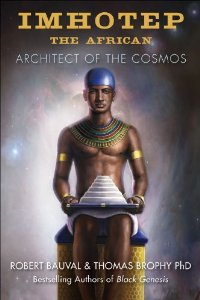 IMHOTEP
THE AFRICAN
ARCHITECT OF THE COSMOS
ROBERT BAUVAL & THOMAS BROPHY PhD
Bestselling Authors of Black Genesis